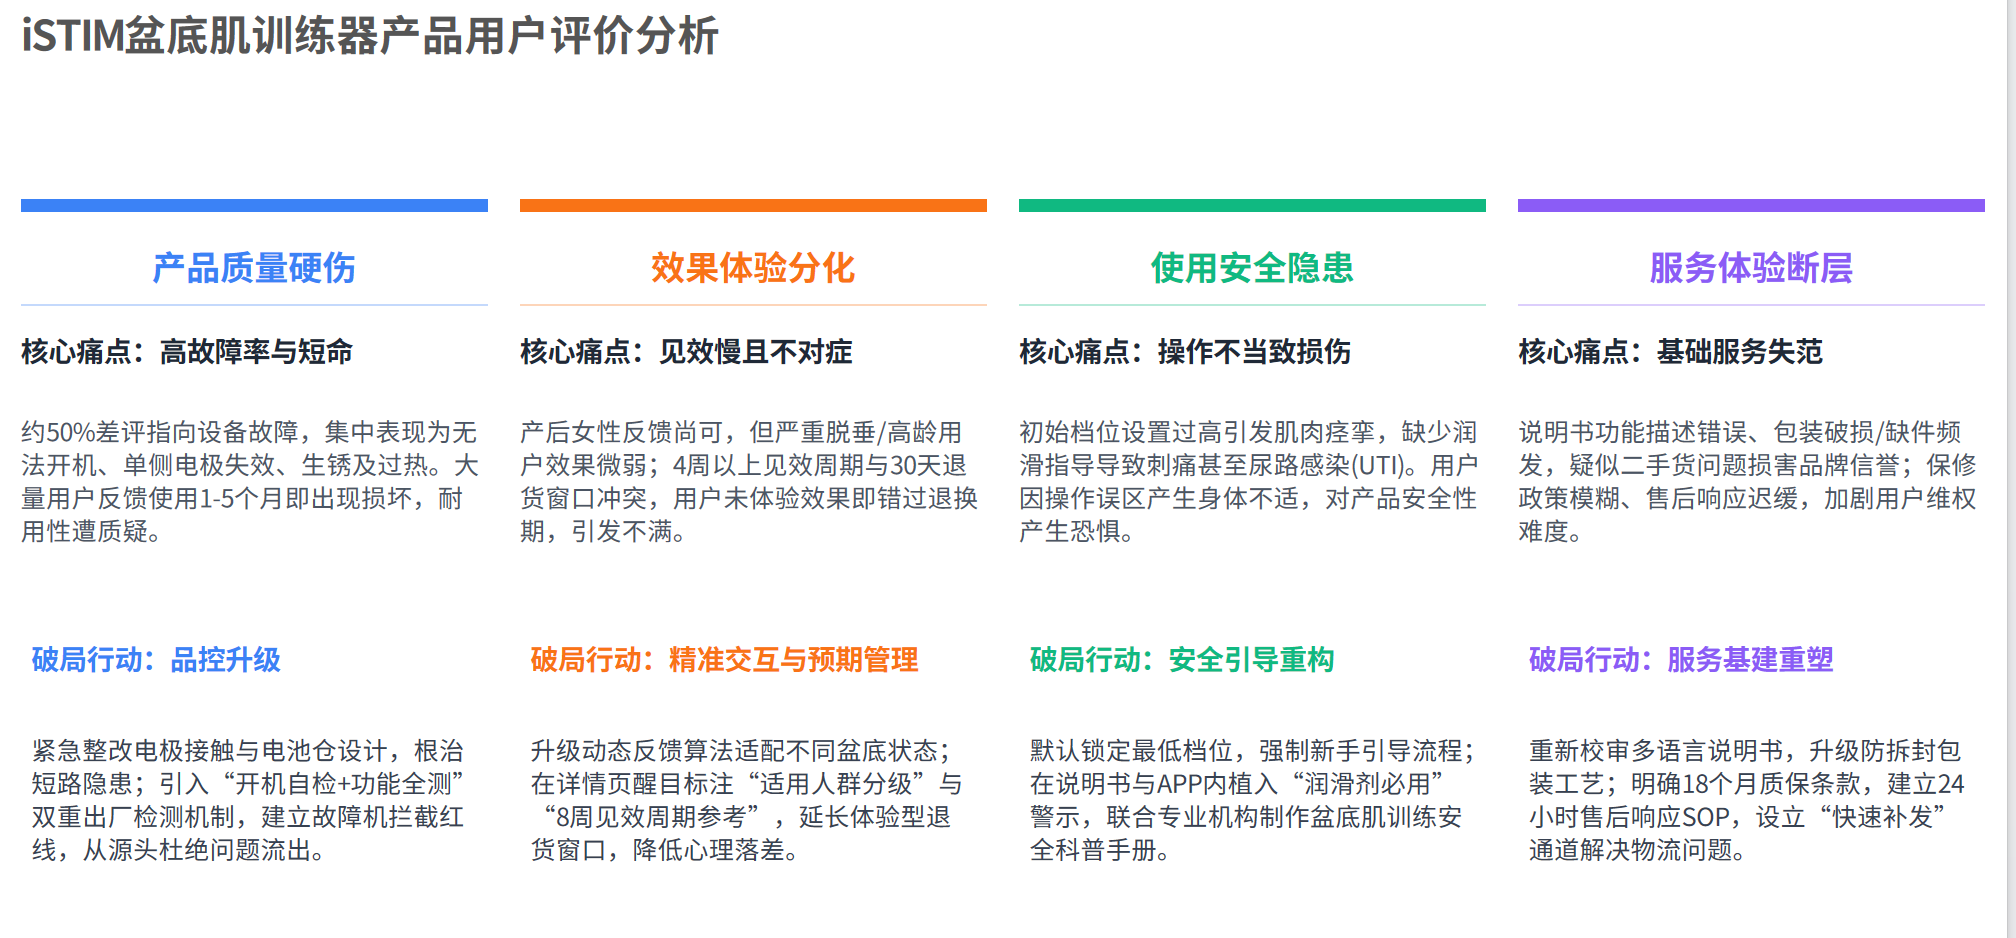 iSTIM盆底肌训练器产品用户评价分析
产品质量硬伤
核心痛点：高故障率与短命
约50%差评指向设备故障，集中表现为无
法开机、单侧电极失效、生锈及过热。大
量用户反馈使用1-5个月即出现损坏，耐
用性遭质疑。
破局行动：品控升级
紧急整改电极接触与电池仓设计，根治
短路隐患；引入“开机自检+功能全测”
双重出厂检测机制，建立故障机拦截红
线，从源头杜绝问题流出。
效果体验分化
核心痛点：见效慢且不对症
产后女性反馈尚可，但严重脱垂/高龄用
户效果微弱；4周以上见效周期与30天退
货窗口冲突，用户未体验效果即错过退换
期，引发不满。
破局行动：精准交互与预期管理
升级动态反馈算法适配不同盆底状态；
在详情页醒目标注“适用人群分级”与
“8周见效周期参考”，延长体验型退
货窗口，降低心理落差。
使用安全隐患
核心痛点：操作不当致损伤
初始档位设置过高引发肌肉痉挛，缺少润
滑指导导致刺痛甚至尿路感染(UTI)。用户
因操作误区产生身体不适，对产品安全性
产生恐惧。
破局行动：安全引导重构
默认锁定最低档位，强制新手引导流程；
在说明书与APP内植入“润滑剂必用”
警示，联合专业机构制作盆底肌训练安
全科普手册。
服务体验断层
核心痛点：基础服务失范
说明书功能描述错误、包装破损/缺件频
发，疑似二手货问题损害品牌信誉；保修
政策模糊、售后响应迟缓，加剧用户维权
难度。
破局行动：服务基建重塑
重新校审多语言说明书，升级防拆封包
装工艺；明确18个月质保条款，建立24
小时售后响应SOP，设立“快速补发”
通道解决物流问题。